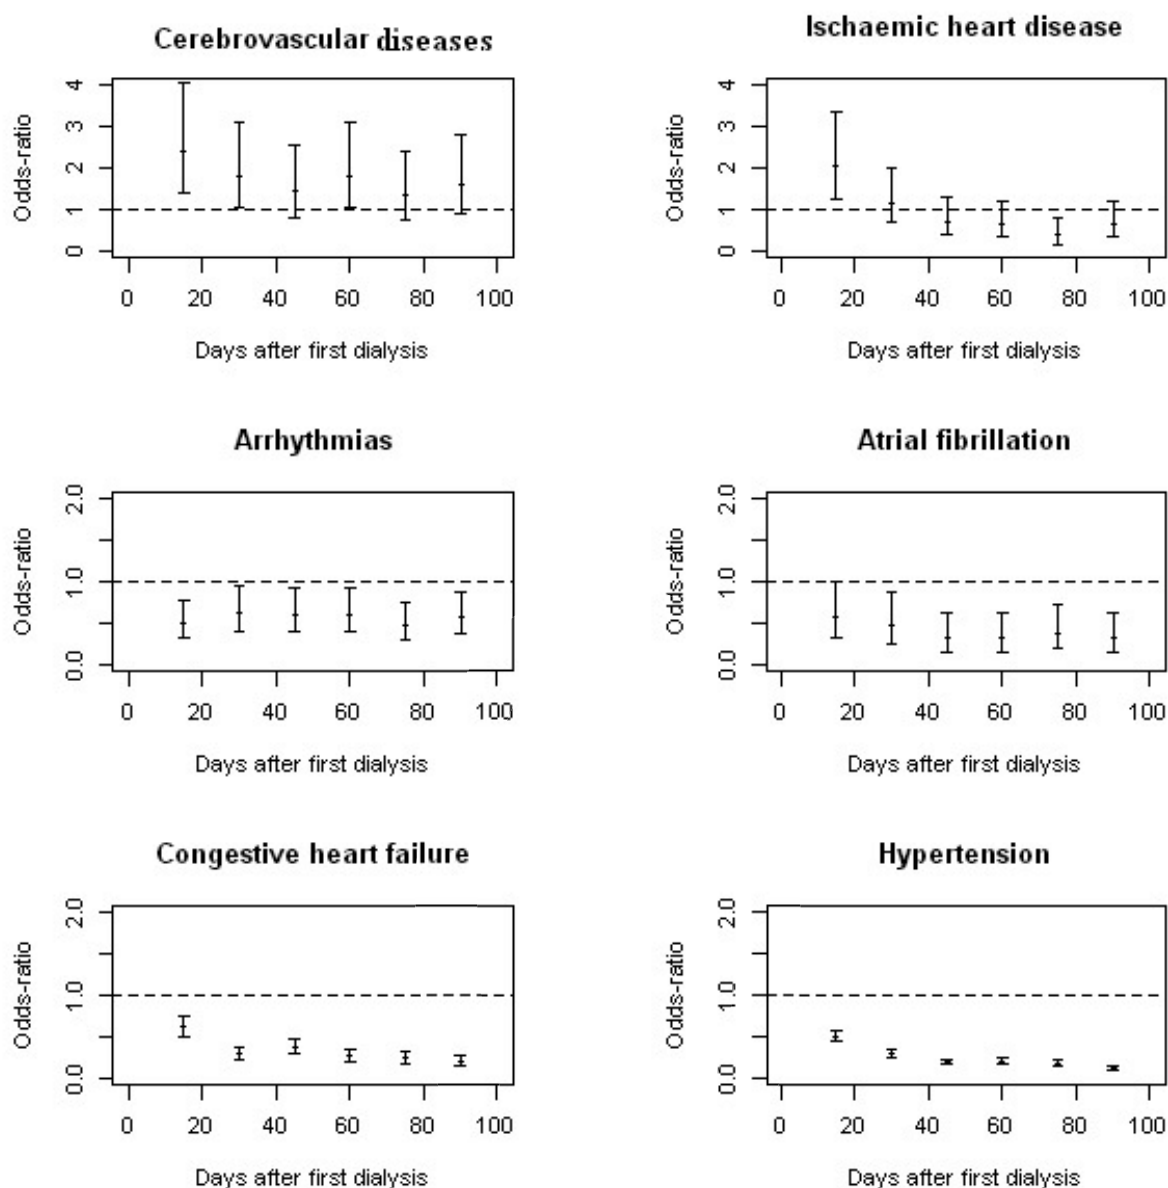 Cerebrovascular diseases
Odds-ratio
4
3
2
1
0
0 20 40 60 80 100
Days after first dialysis
Ischaemic heart disease
Odds-ratio
4
3
2
1
0
0 20 40 60 80 100
Days after first dialysis
Arrhythmias
Odds-ratio
2.0
1.0
0.0
0 20 40 60 80 100
Days after first dialysis
Atrial fibrillation
Odds-ratio
2.0
1.0
0.0
0 20 40 60 80 100
Days after first dialysis
Congestive heart failure
Odds-ratio
2.0
1.0
0.0
0 20 40 60 80 100
Days after first dialysis
Hypertension
Odds-ratio
2.0
1.0
0.0
0 20 40 60 80 100
Days after first dialysis